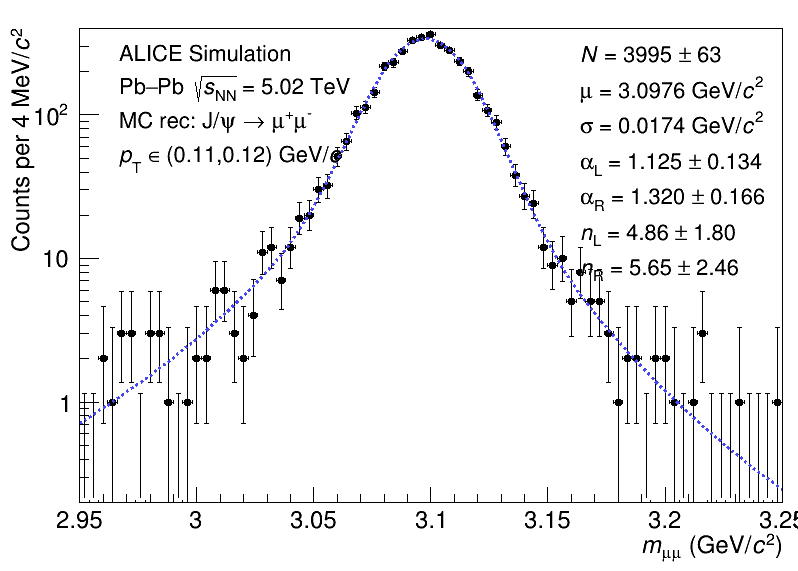 Counts per 4 MeV/c²
ALICE Simulation
Pb–Pb √s_NN = 5.02 TeV
MC rec: J/ψ → μ⁺μ⁻
p_T ∈ (0.11,0.12) GeV/c
N = 3995 ± 63
μ = 3.0976 GeV/c²
σ = 0.0174 GeV/c²
α_L = 1.125 ± 0.134
α_R = 1.320 ± 0.166
n_L = 4.86 ± 1.80
n_R = 5.65 ± 2.46
10²
10
1
2.95 3 3.05 3.1 3.15 3.2 3.25
m_μμ (GeV/c²)